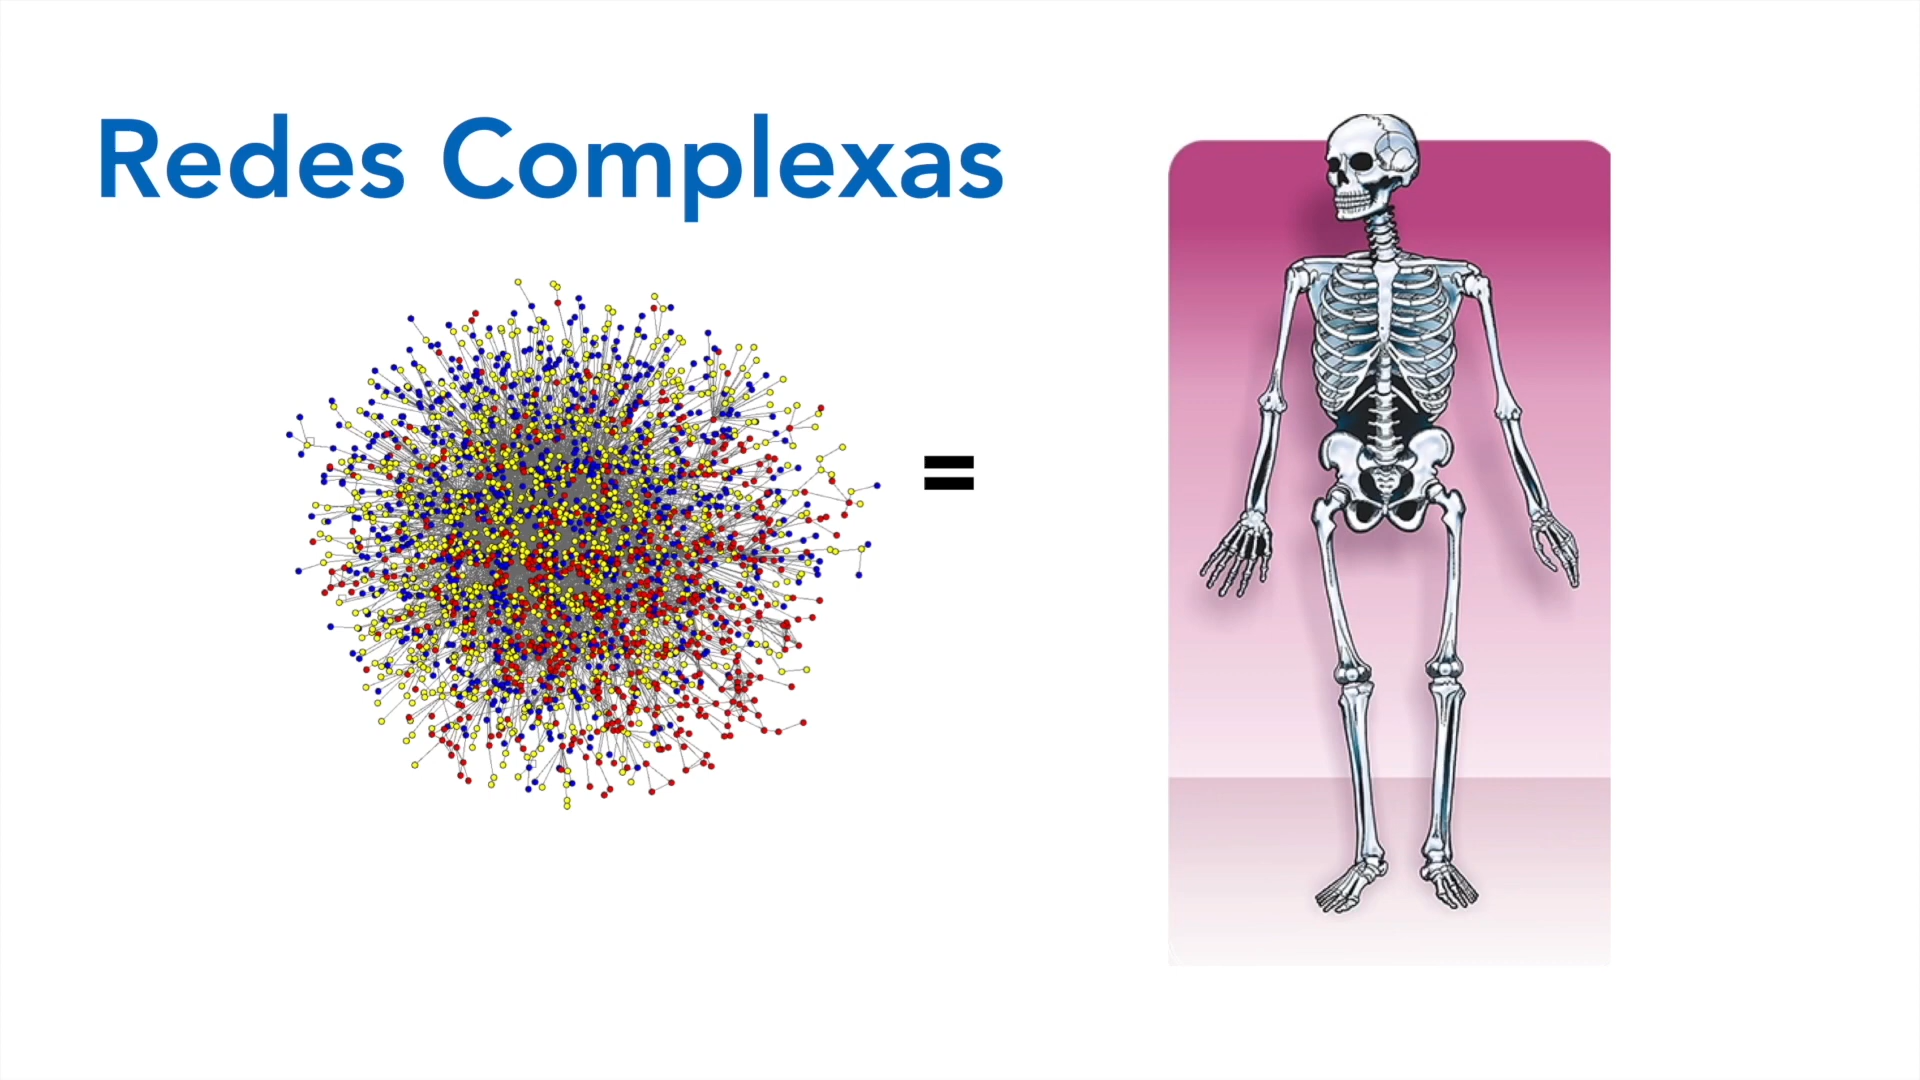 Redes Complexas
=